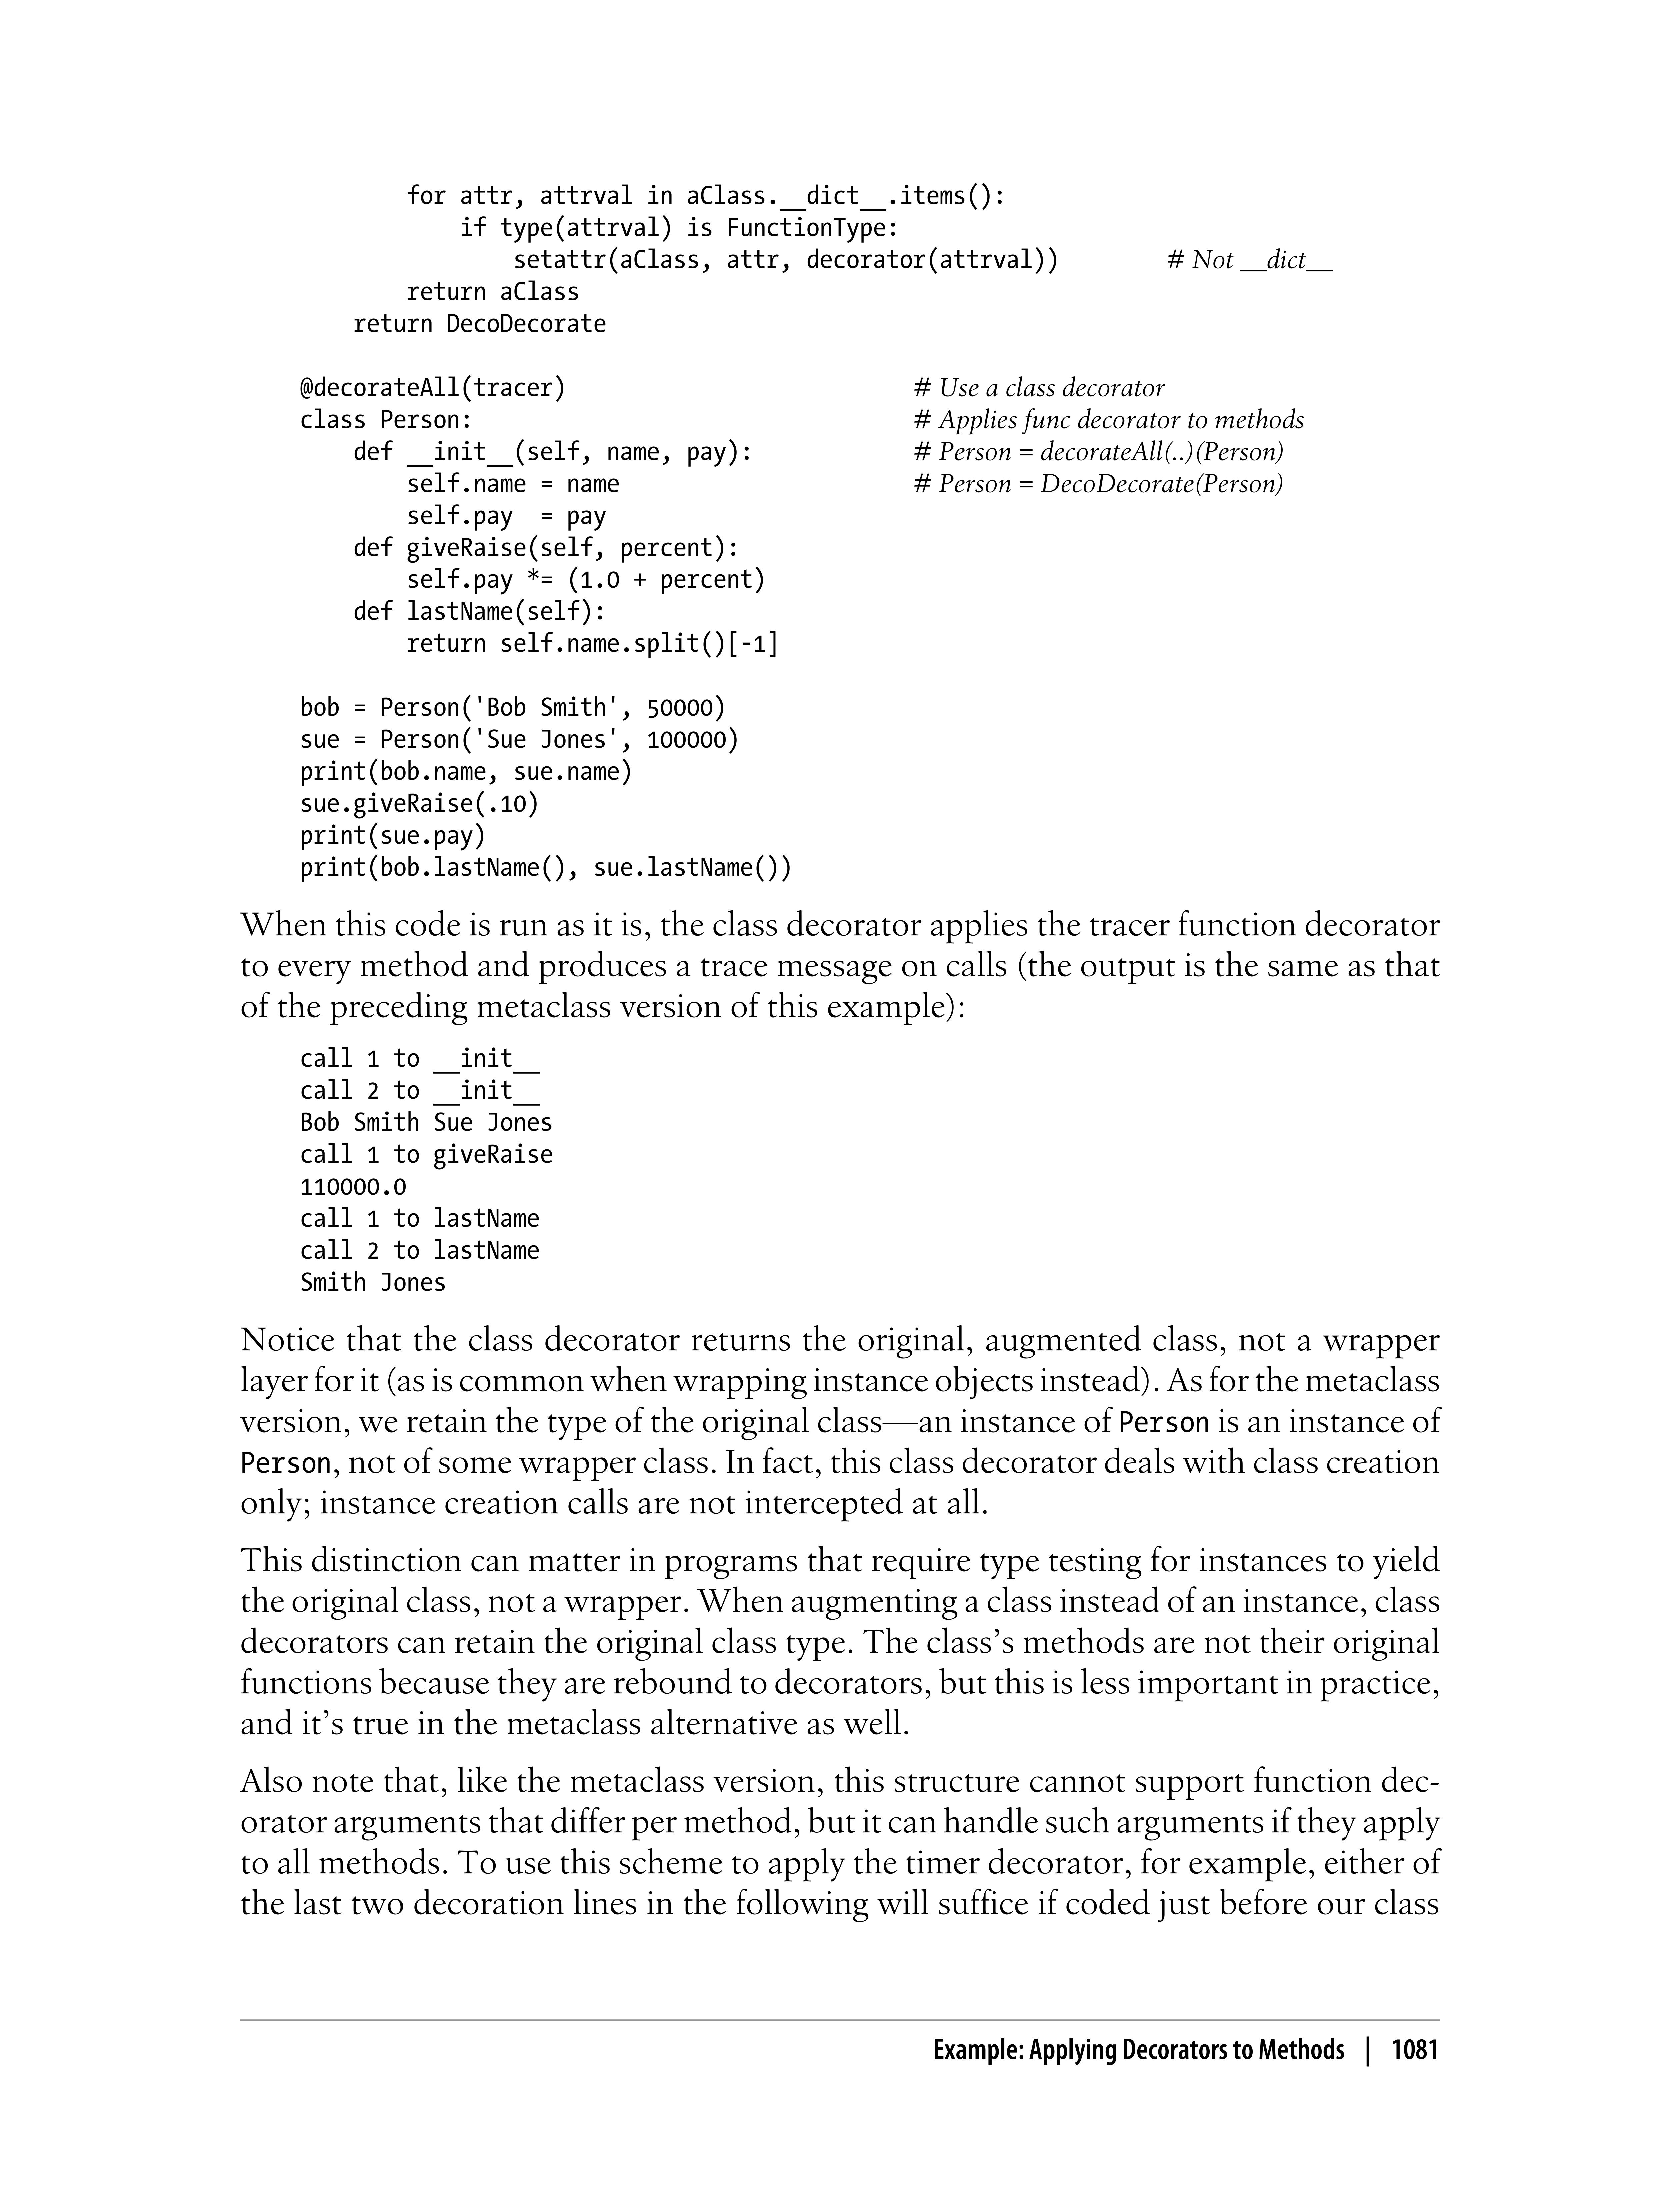 for attr, attrval in aClass.__dict__.items():
            if type(attrval) is FunctionType:
                setattr(aClass, attr, decorator(attrval))        # Not __dict__
        return aClass
    return DecoDecorate

@decorateAll(tracer)                          # Use a class decorator
class Person:                                 # Applies func decorator to methods
    def __init__(self, name, pay):            # Person = decorateAll(..)(Person)
        self.name = name                      # Person = DecoDecorate(Person)
        self.pay  = pay
    def giveRaise(self, percent):
        self.pay *= (1.0 + percent)
    def lastName(self):
        return self.name.split()[-1]

bob = Person('Bob Smith', 50000)
sue = Person('Sue Jones', 100000)
print(bob.name, sue.name)
sue.giveRaise(.10)
print(sue.pay)
print(bob.lastName(), sue.lastName())
When this code is run as it is, the class decorator applies the tracer function decorator
to every method and produces a trace message on calls (the output is the same as that
of the preceding metaclass version of this example):
call 1 to __init__
call 2 to __init__
Bob Smith Sue Jones
call 1 to giveRaise
110000.0
call 1 to lastName
call 2 to lastName
Smith Jones
Notice that the class decorator returns the original, augmented class, not a wrapper
layer for it (as is common when wrapping instance objects instead). As for the metaclass
version, we retain the type of the original class—an instance of Person is an instance of
Person, not of some wrapper class. In fact, this class decorator deals with class creation
only; instance creation calls are not intercepted at all.
This distinction can matter in programs that require type testing for instances to yield
the original class, not a wrapper. When augmenting a class instead of an instance, class
decorators can retain the original class type. The class’s methods are not their original
functions because they are rebound to decorators, but this is less important in practice,
and it’s true in the metaclass alternative as well.
Also note that, like the metaclass version, this structure cannot support function dec-
orator arguments that differ per method, but it can handle such arguments if they apply
to all methods. To use this scheme to apply the timer decorator, for example, either of
the last two decoration lines in the following will suffice if coded just before our class
Example: Applying Decorators to Methods | 1081